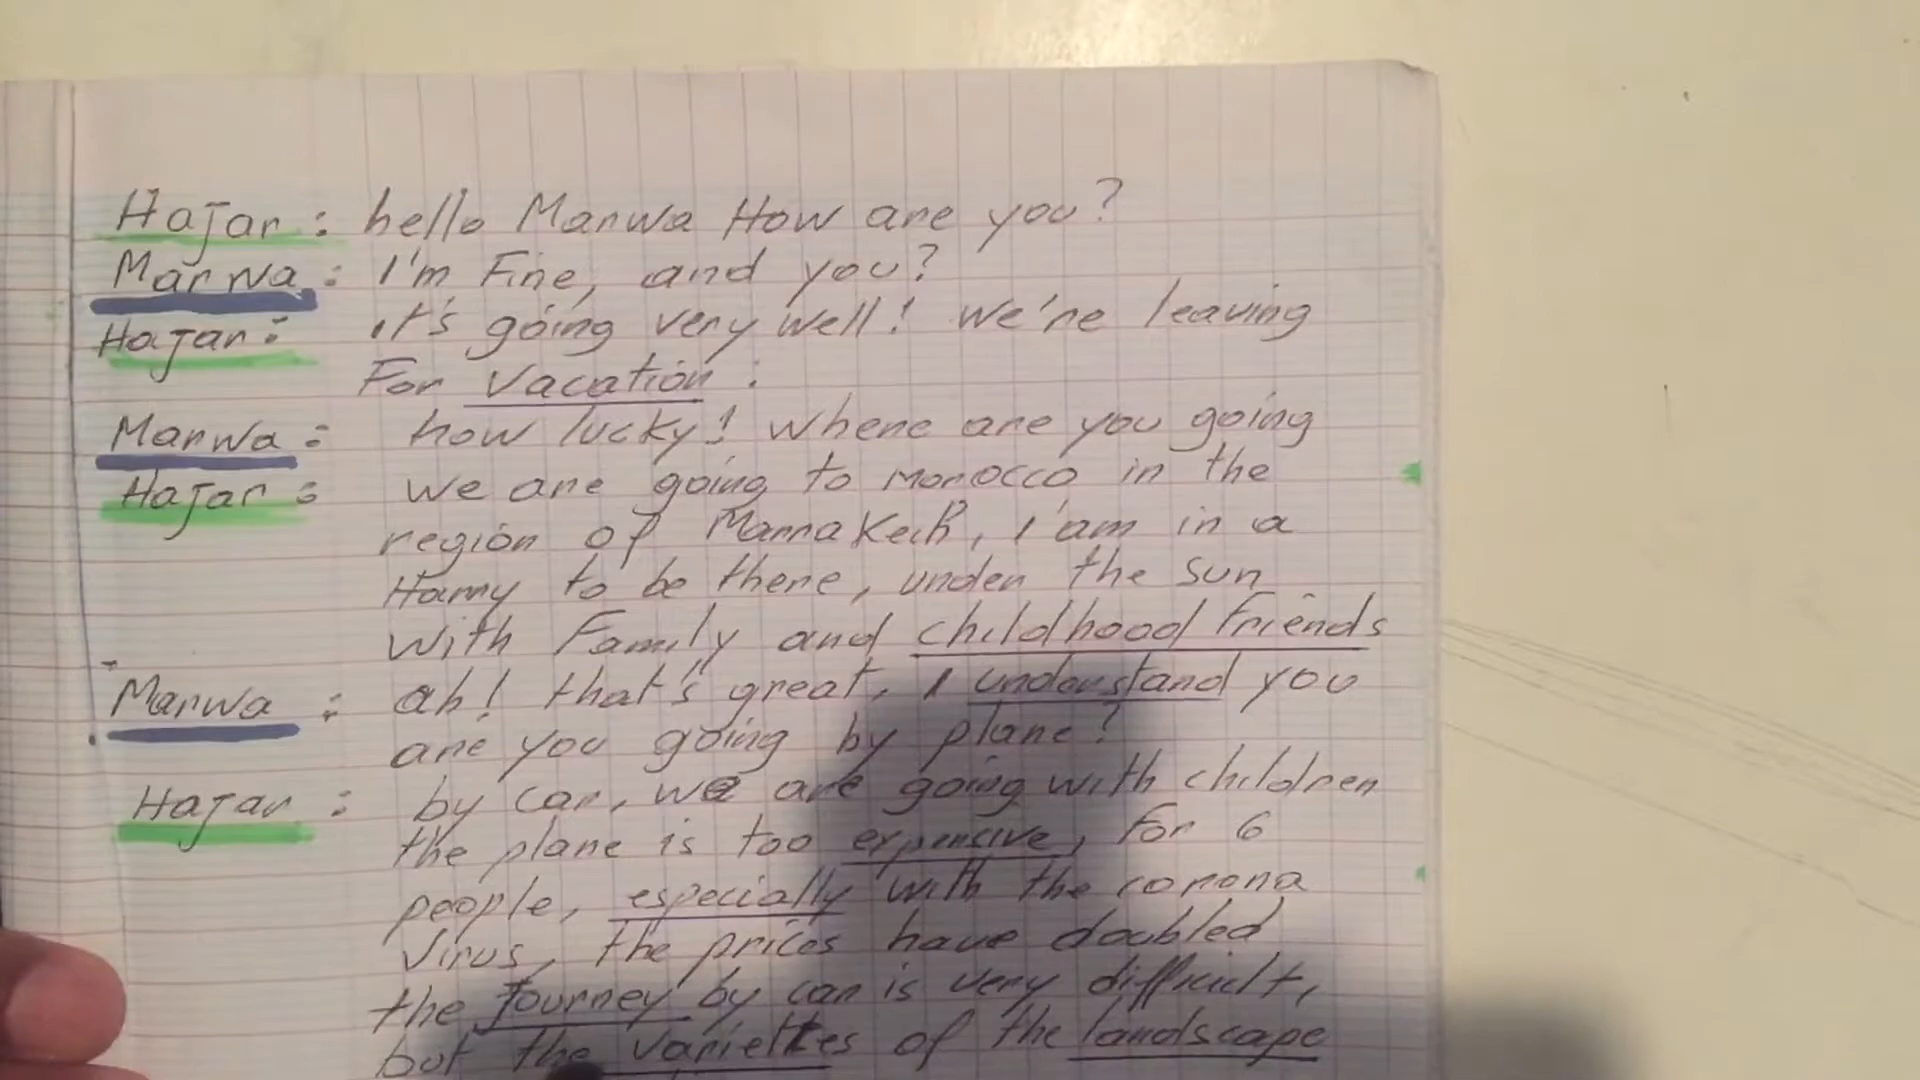 Hajar : hello Marwa How are you?
Marwa : I'm Fine, and you?
Hajar : it's going very well! we're leaving
For vacation :
Marwa : how lucky! where are you going
Hajar : we are going to Morocco in the
region of Marrakech, I'am in a
Harry to be there, under the sun
with Family and childhood friends
Marwa : ah! that's great, I understand you
are you going by plane?
Hajar : by car, we are going with children
the plane is too expensive, for 6
people, especially with the corona
virus, the prices have doubled
the journey by car is very difficult,
but the varieties of the landscape